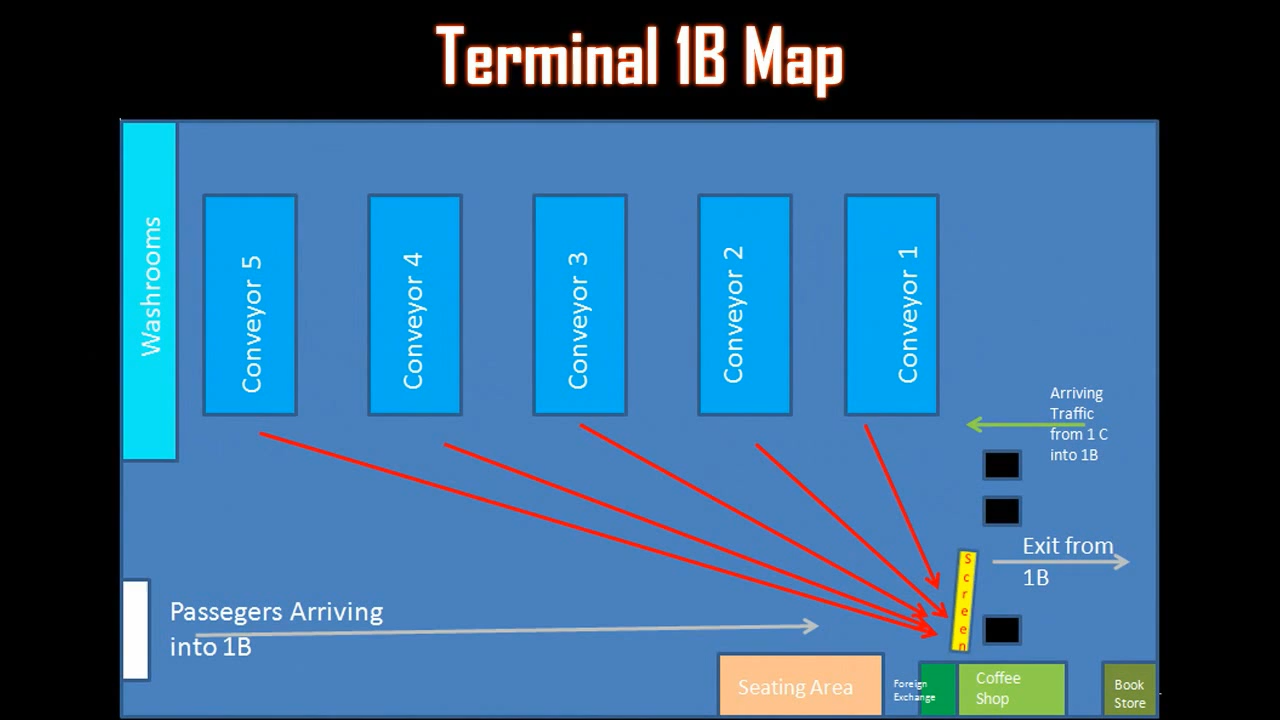 Terminal 1B Map
Washrooms
Conveyor 5
Conveyor 4
Conveyor 3
Conveyor 2
Conveyor 1
Arriving
Traffic
from 1 C
into 1B
Exit from
1B
Screen
Passegers Arriving
into 1B
Seating Area
Foreign
Exchange
Coffee
Shop
Book
Store